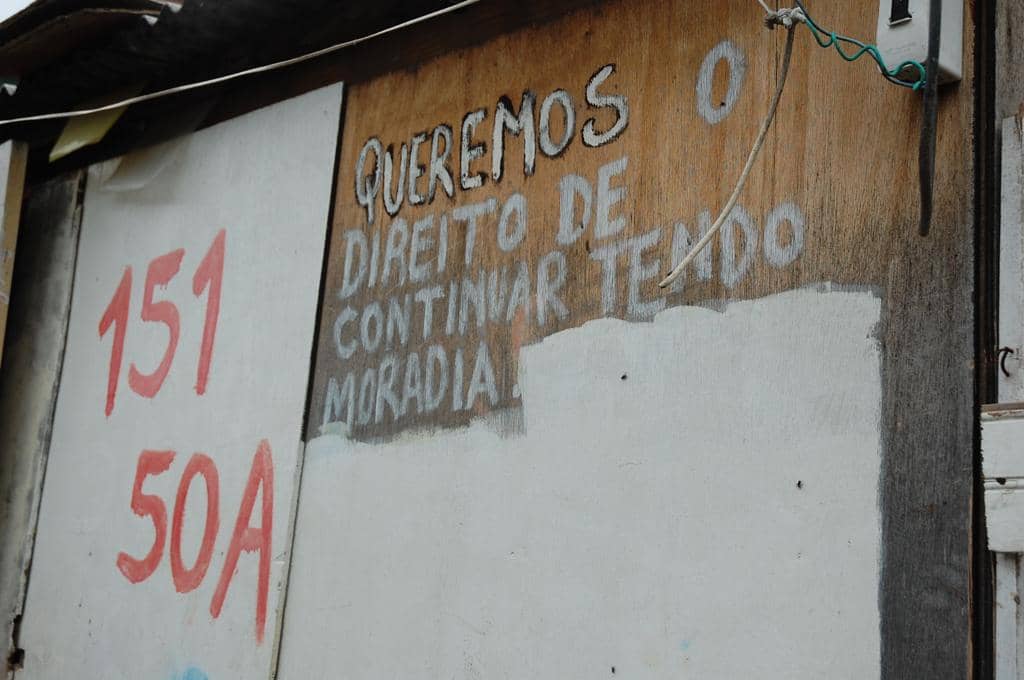 151
50A
QUEREMOS O
DIREITO DE
CONTINUAR TENDO
MORADIA.